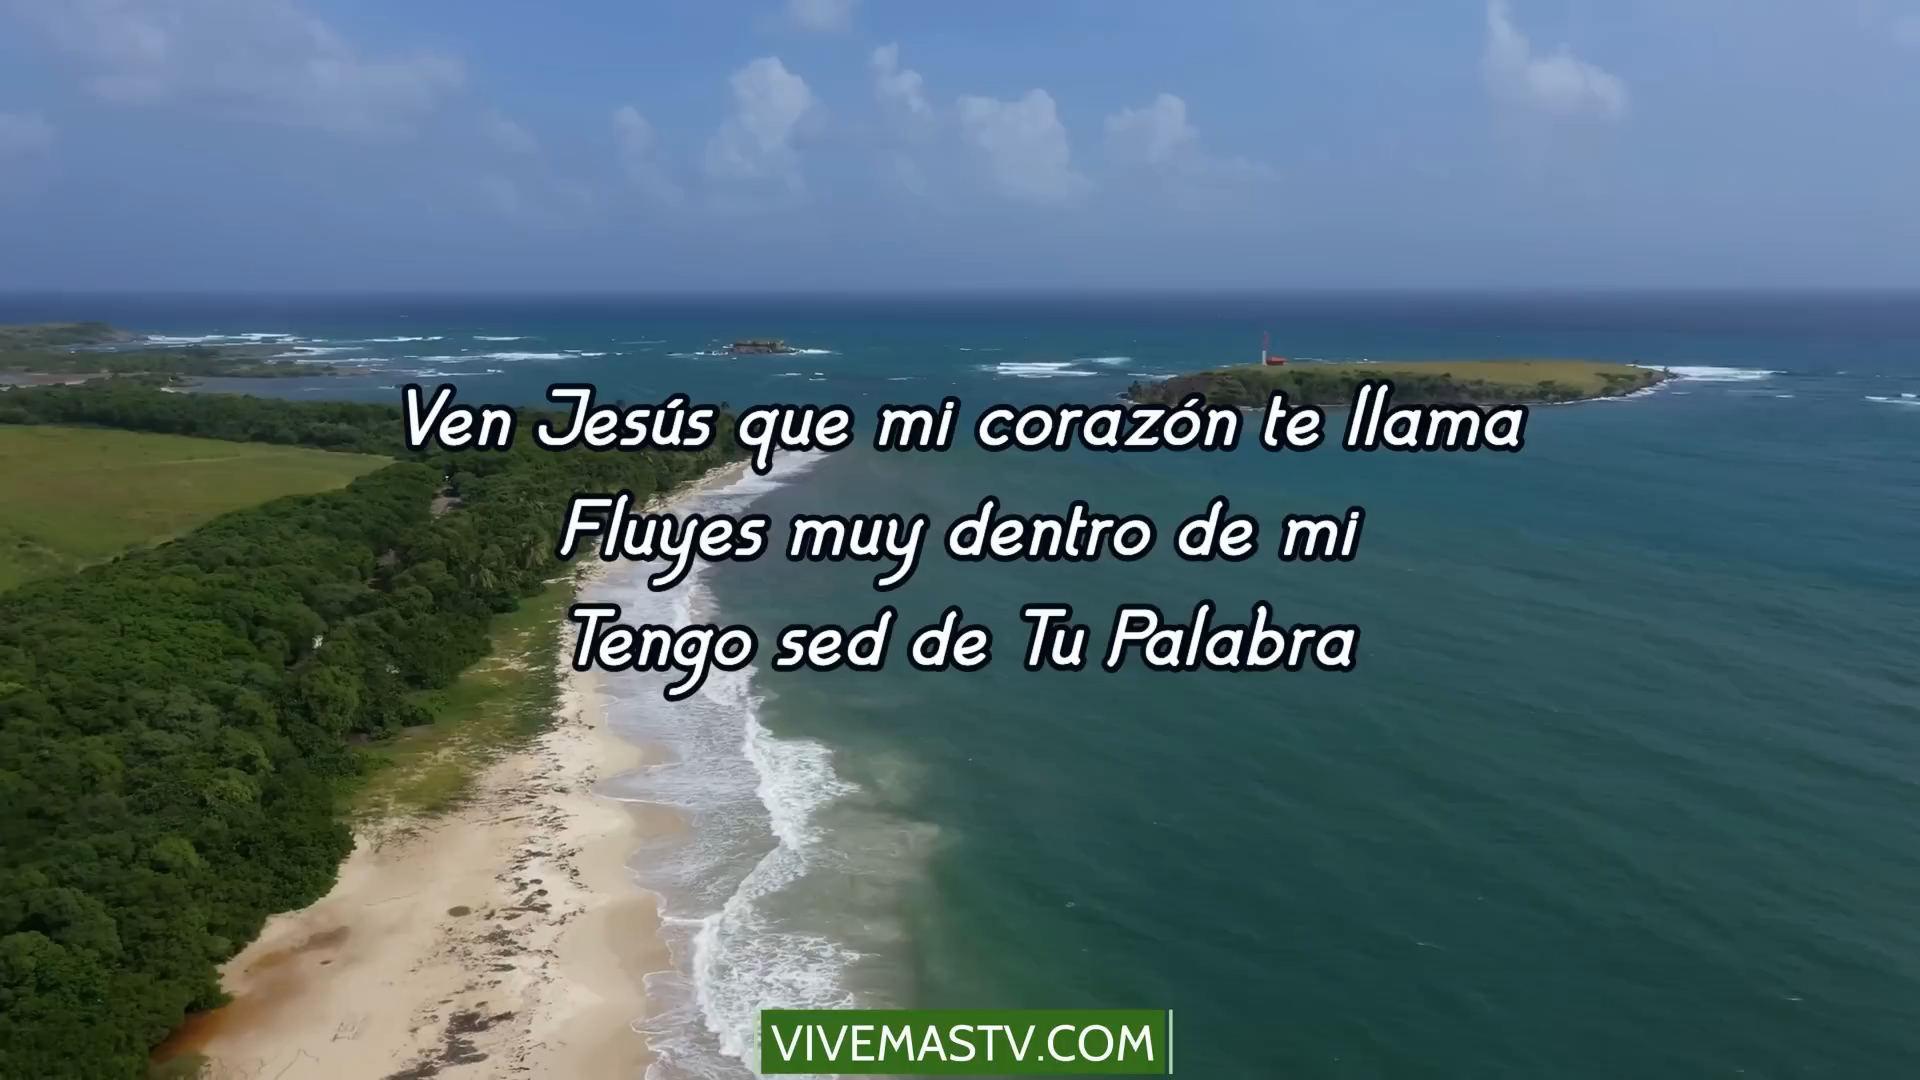 Ven Jesús que mi corazón te llama
Fluyes muy dentro de mi
Tengo sed de Tu Palabra
VIVEMASTV.COM